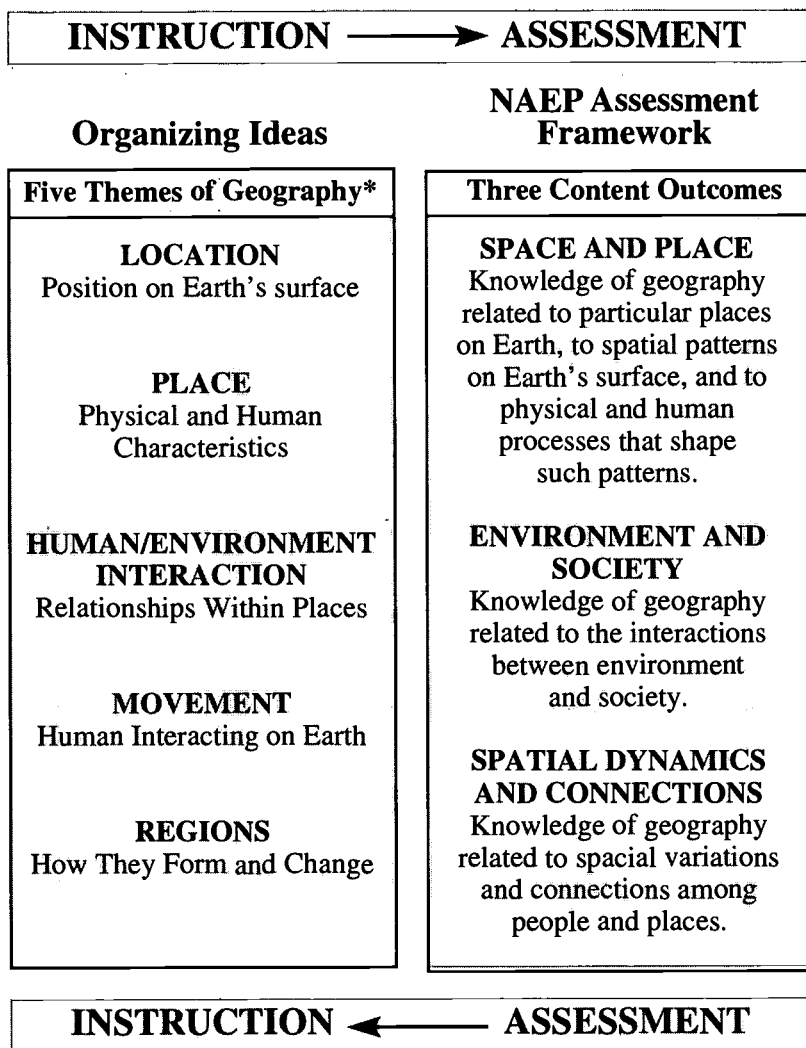 INSTRUCTION → ASSESSMENT
Organizing Ideas
Five Themes of Geography*
LOCATION
Position on Earth's surface
PLACE
Physical and Human
Characteristics
HUMAN/ENVIRONMENT
INTERACTION
Relationships Within Places
MOVEMENT
Human Interacting on Earth
REGIONS
How They Form and Change
NAEP Assessment
Framework
Three Content Outcomes
SPACE AND PLACE
Knowledge of geography
related to particular places
on Earth, to spatial patterns
on Earth's surface, and to
physical and human
processes that shape
such patterns.
ENVIRONMENT AND
SOCIETY
Knowledge of geography
related to the interactions
between environment
and society.
SPATIAL DYNAMICS
AND CONNECTIONS
Knowledge of geography
related to spacial variations
and connections among
people and places.
INSTRUCTION ← ASSESSMENT